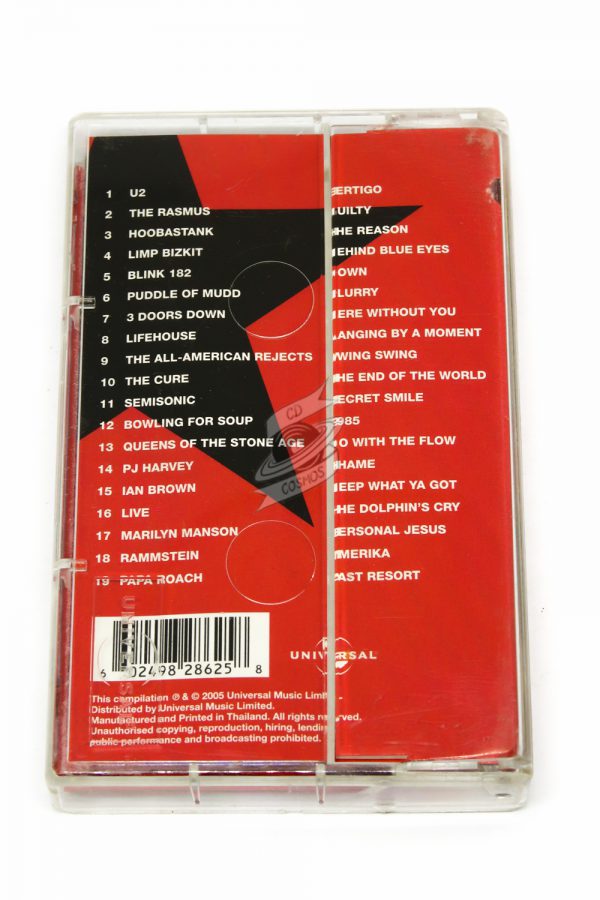 1 U2 ERTIGO
2 THE RASMUS UILTY
3 HOOBASTANK HE REASON
4 LIMP BIZKIT EHIND BLUE EYES
5 BLINK 182 OWN
6 PUDDLE OF MUDD LURRY
7 3 DOORS DOWN ERE WITHOUT YOU
8 LIFEHOUSE ANGING BY A MOMENT
9 THE ALL-AMERICAN REJECTS WING SWING
10 THE CURE HE END OF THE WORLD
11 SEMISONIC ECRET SMILE
12 BOWLING FOR SOUP 985
13 QUEENS OF THE STONE AGE O WITH THE FLOW
14 PJ HARVEY HAME
15 IAN BROWN EEP WHAT YA GOT
16 LIVE HE DOLPHIN'S CRY
17 MARILYN MANSON ERSONAL JESUS
18 RAMMSTEIN MERIKA
19 PAPA ROACH AST RESORT
CD
COSMOS
6 02498 28625 8
UNIVERSAL
This compilation ℗ & © 2005 Universal Music Limite
Distributed by Universal Music Limited.
Manufactured and Printed in Thailand. All rights reserved.
Unauthorised copying, reproduction, hiring, lendin
public performance and broadcasting prohibited.